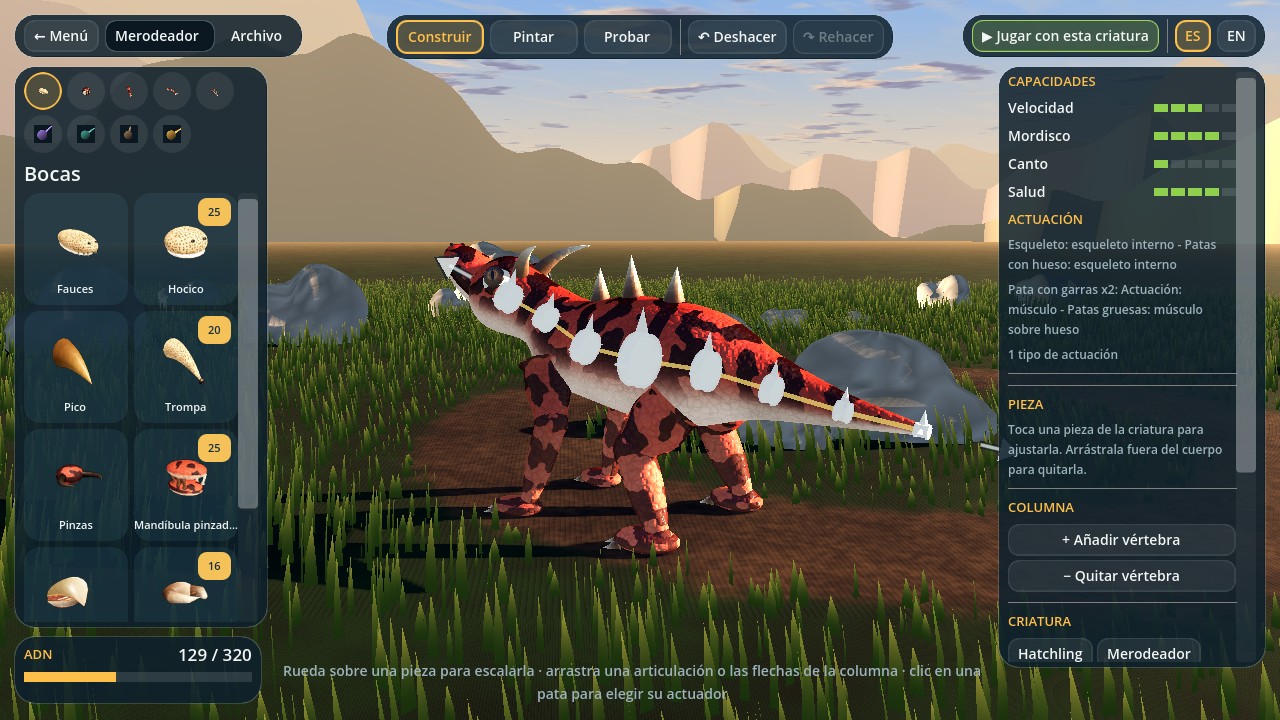 ← Menú
Merodeador
Archivo
Construir
Pintar
Probar
↶ Deshacer
↷ Rehacer
▶ Jugar con esta criatura
ES
EN
Bocas
25
Fauces
Hocico
20
Pico
Trompa
25
Pinzas
Mandíbula pinzad...
16
ADN
129 / 320
CAPACIDADES
Velocidad
Mordisco
Canto
Salud
ACTUACIÓN
Esqueleto: esqueleto interno - Patas
con hueso: esqueleto interno
Pata con garras x2: Actuación:
músculo - Patas gruesas: músculo
sobre hueso
1 tipo de actuación
PIEZA
Toca una pieza de la criatura para
ajustarla. Arrástrala fuera del cuerpo
para quitarla.
COLUMNA
+ Añadir vértebra
− Quitar vértebra
CRIATURA
Hatchling
Merodeador
Rueda sobre una pieza para escalarla · arrastra una articulación o las flechas de la columna · clic en una
pata para elegir su actuador